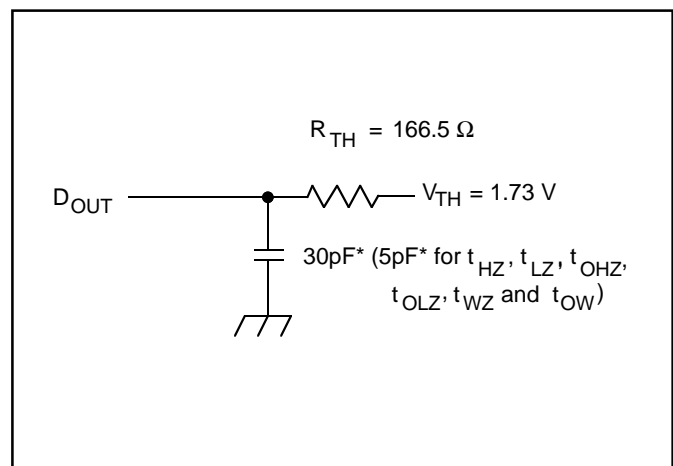 R_TH = 166.5 Ω
D_OUT
V_TH = 1.73 V
30pF* (5pF* for t_HZ, t_LZ, t_OHZ,
t_OLZ, t_WZ and t_OW)